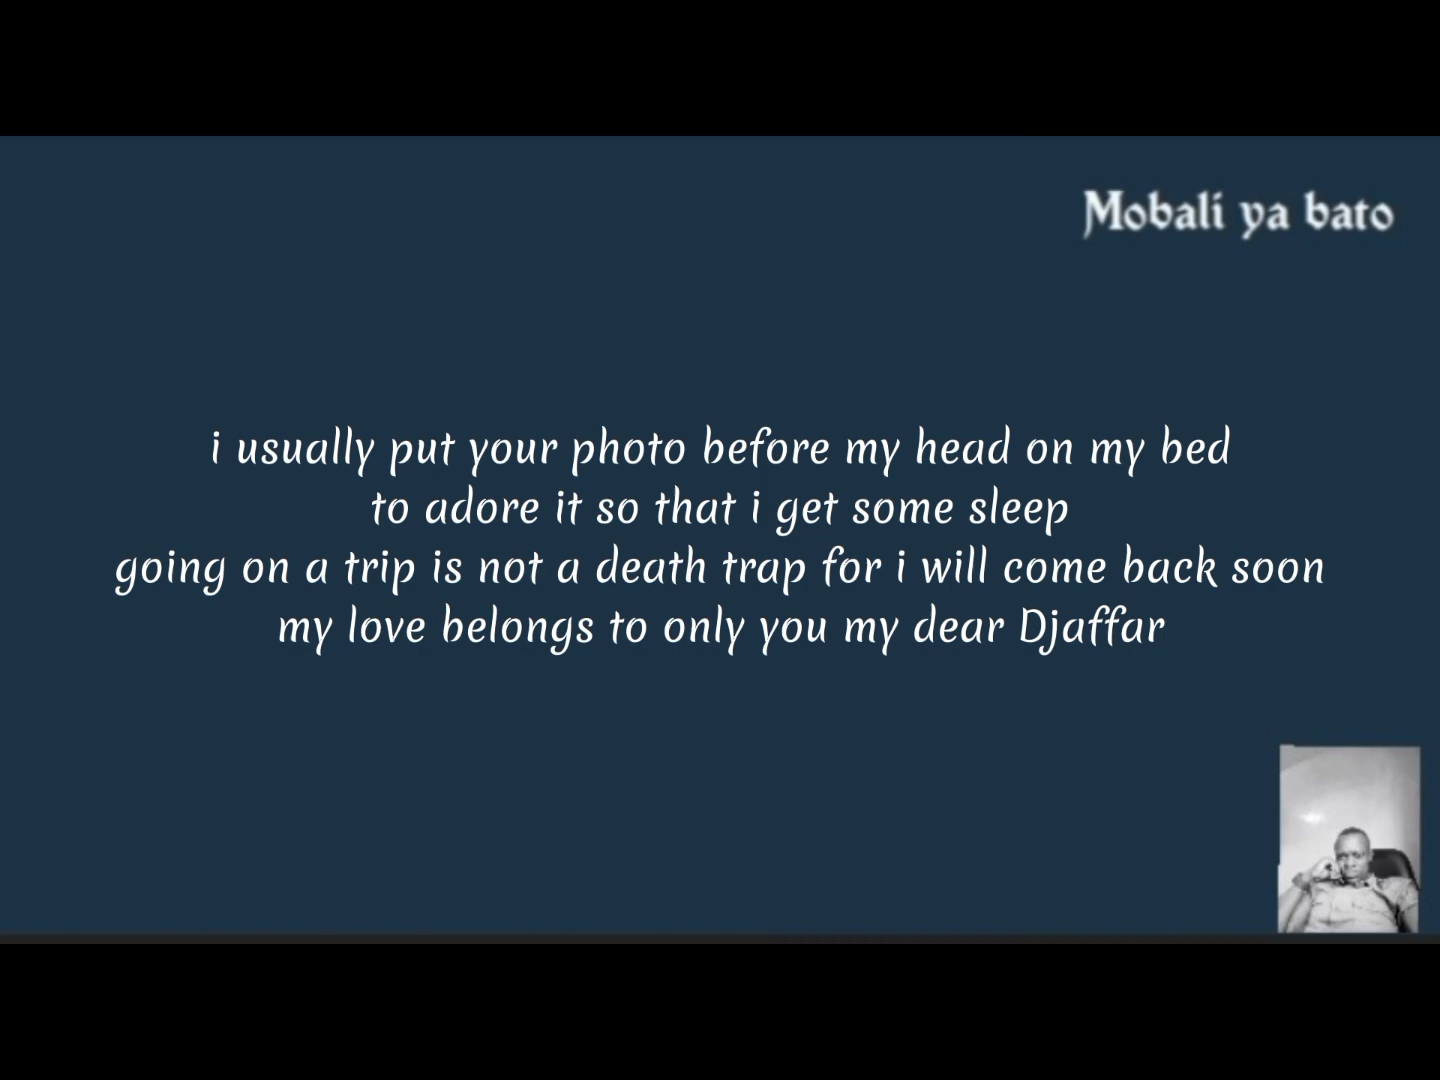 Mobali ya bato
i usually put your photo before my head on my bed
to adore it so that i get some sleep
going on a trip is not a death trap for i will come back soon
my love belongs to only you my dear Djaffar